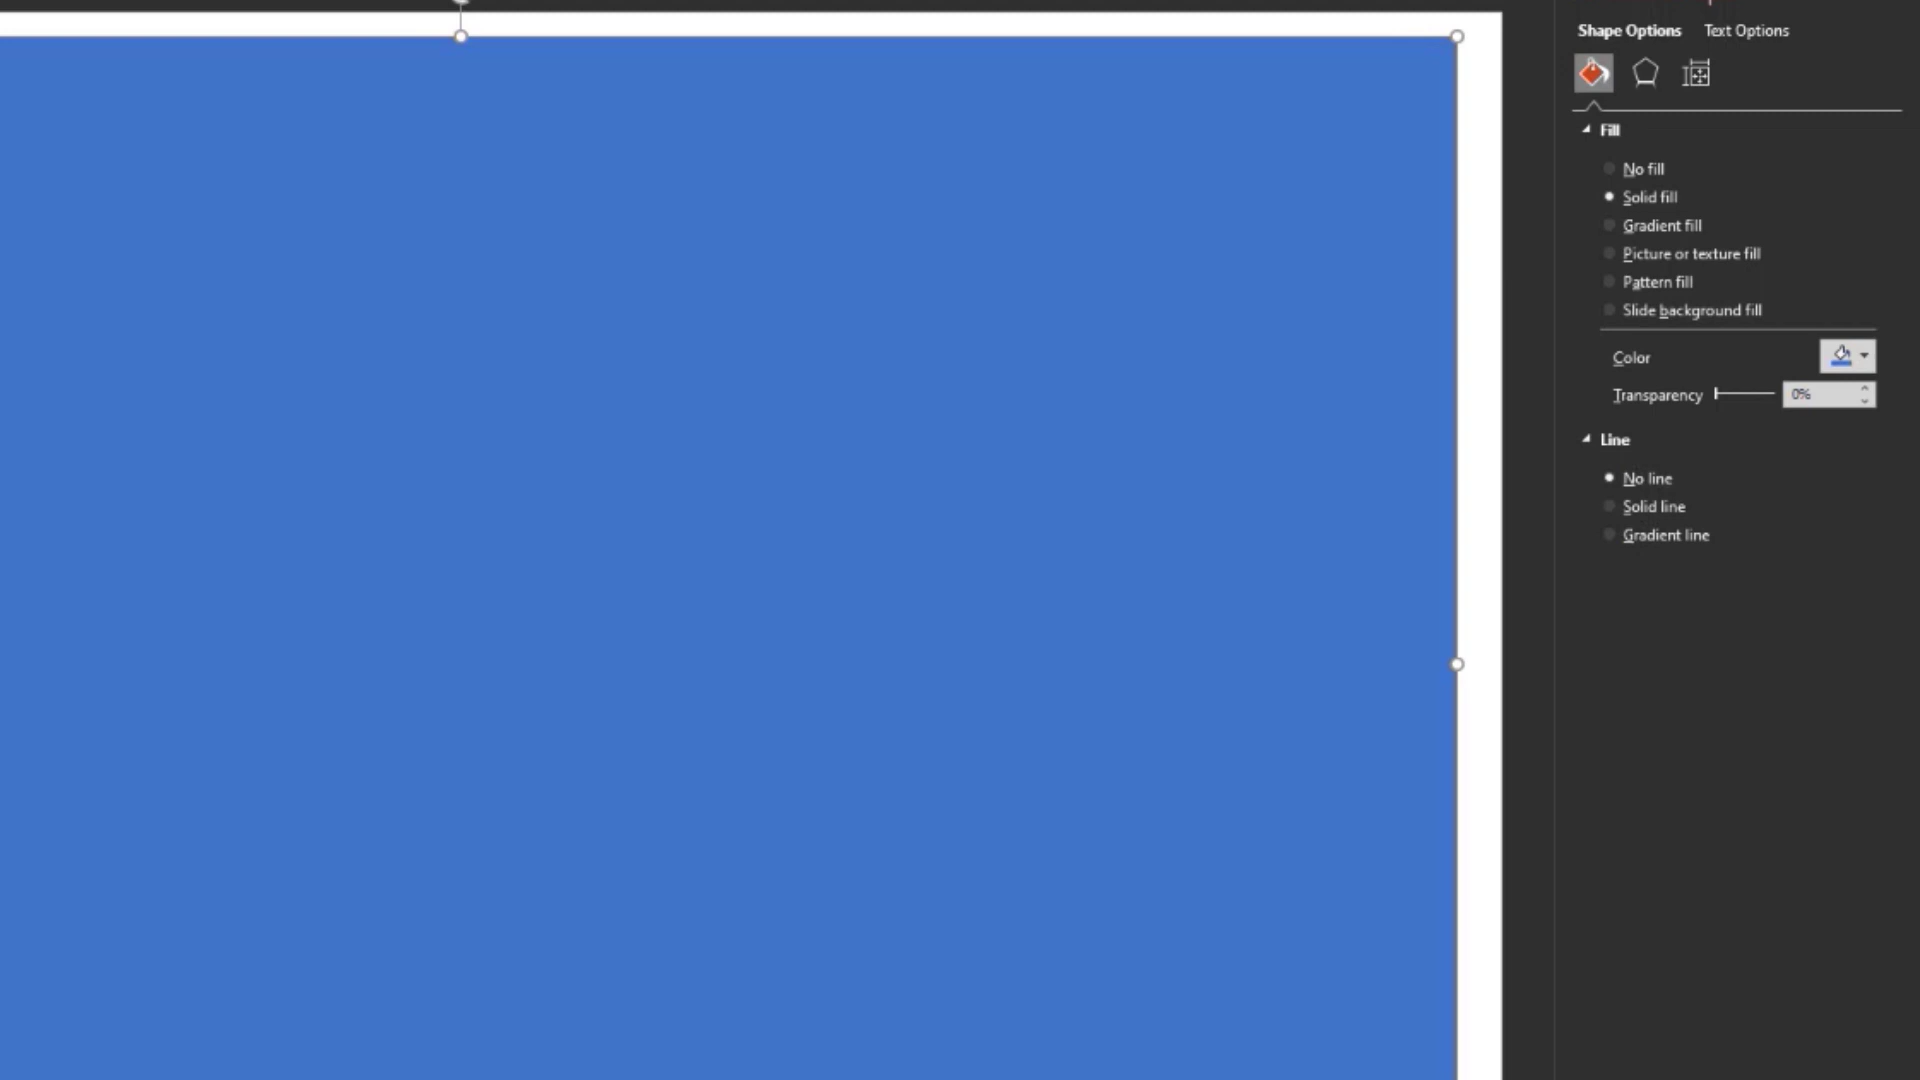 Shape Options Text Options
Fill
No fill
Solid fill
Gradient fill
Picture or texture fill
Pattern fill
Slide background fill
Color
Transparency 0%
Line
No line
Solid line
Gradient line